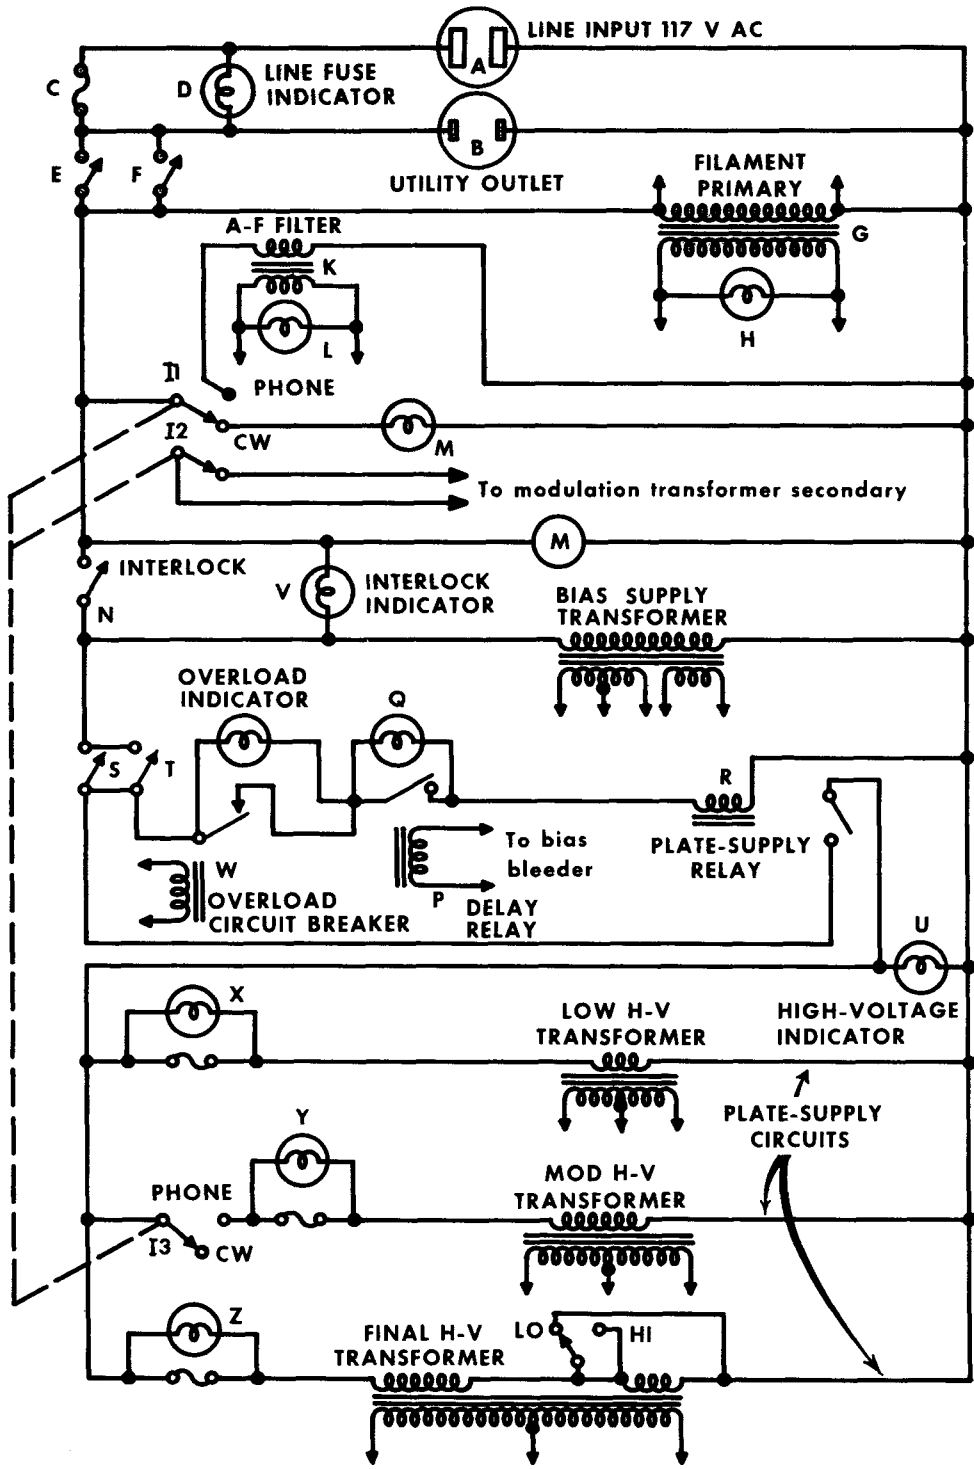 LINE INPUT 117 V AC
A
C
D
LINE FUSE
INDICATOR
B
UTILITY OUTLET
E
F
FILAMENT
PRIMARY
G
H
A-F FILTER
K
L
I1
PHONE
I2
CW
M
To modulation transformer secondary
M
INTERLOCK
N
V
INTERLOCK
INDICATOR
BIAS SUPPLY
TRANSFORMER
OVERLOAD
INDICATOR
Q
S
T
R
PLATE-SUPPLY
RELAY
To bias
bleeder
P
DELAY
RELAY
W
OVERLOAD
CIRCUIT BREAKER
U
HIGH-VOLTAGE
INDICATOR
X
LOW H-V
TRANSFORMER
PLATE-SUPPLY
CIRCUITS
Y
PHONE
I3
CW
MOD H-V
TRANSFORMER
Z
FINAL H-V
TRANSFORMER
LO
HI